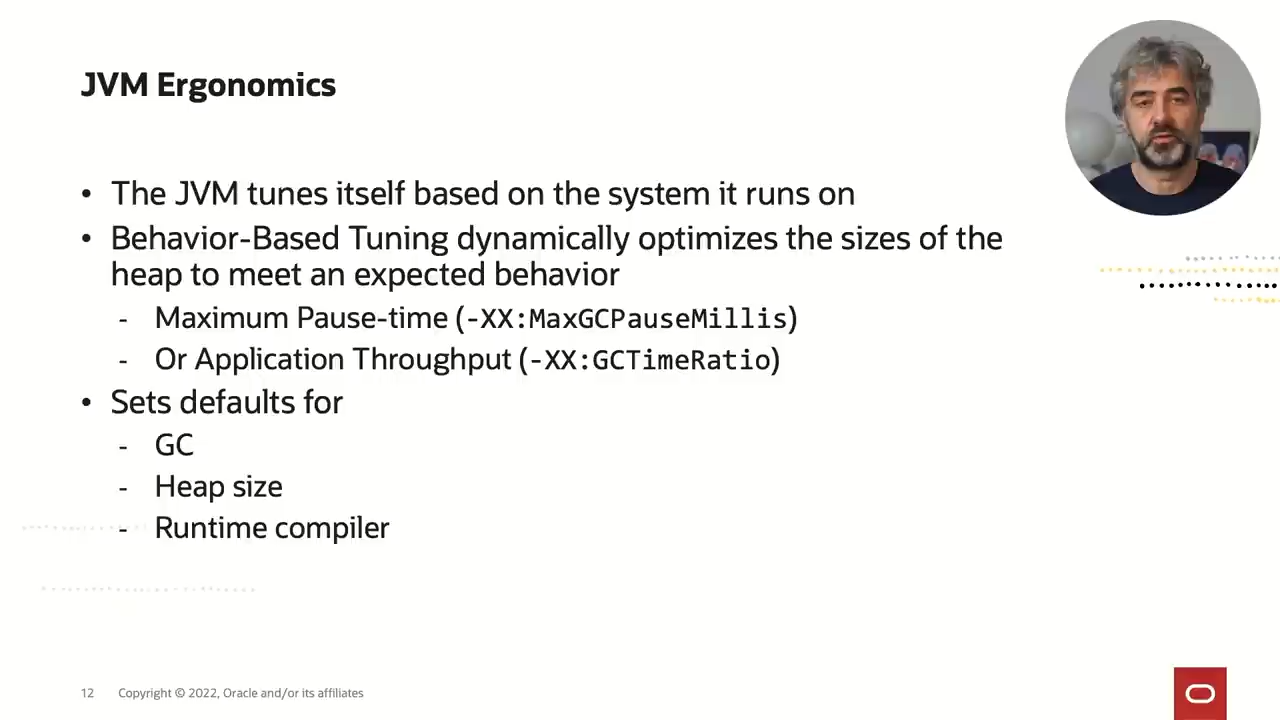 JVM Ergonomics
• The JVM tunes itself based on the system it runs on
• Behavior-Based Tuning dynamically optimizes the sizes of the
heap to meet an expected behavior
- Maximum Pause-time (-XX:MaxGCPauseMillis)
- Or Application Throughput (-XX:GCTimeRatio)
• Sets defaults for
- GC
- Heap size
- Runtime compiler
12 Copyright © 2022, Oracle and/or its affiliates